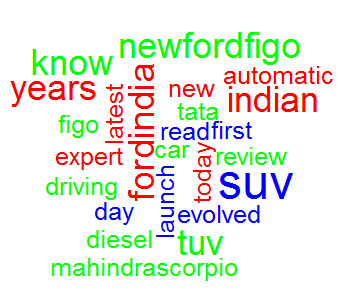 newfordfigo
know
automatic
years
new
indian
latest
fordindia
tata
figo
read
first
expert
car
review
today
driving
suv
launch
day
evolved
diesel
tuv
mahindrascorpio